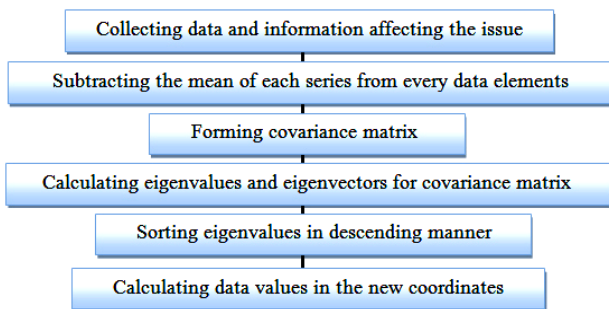 Collecting data and information affecting the issue
Subtracting the mean of each series from every data elements
Forming covariance matrix
Calculating eigenvalues and eigenvectors for covariance matrix
Sorting eigenvalues in descending manner
Calculating data values in the new coordinates